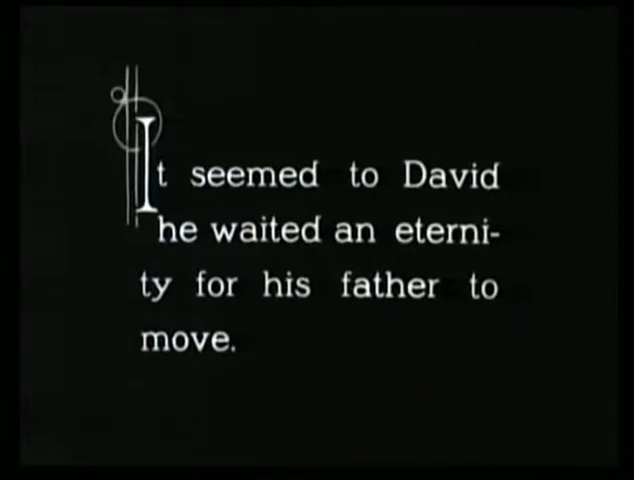 It seemed to David
he waited an eterni-
ty for his father to
move.